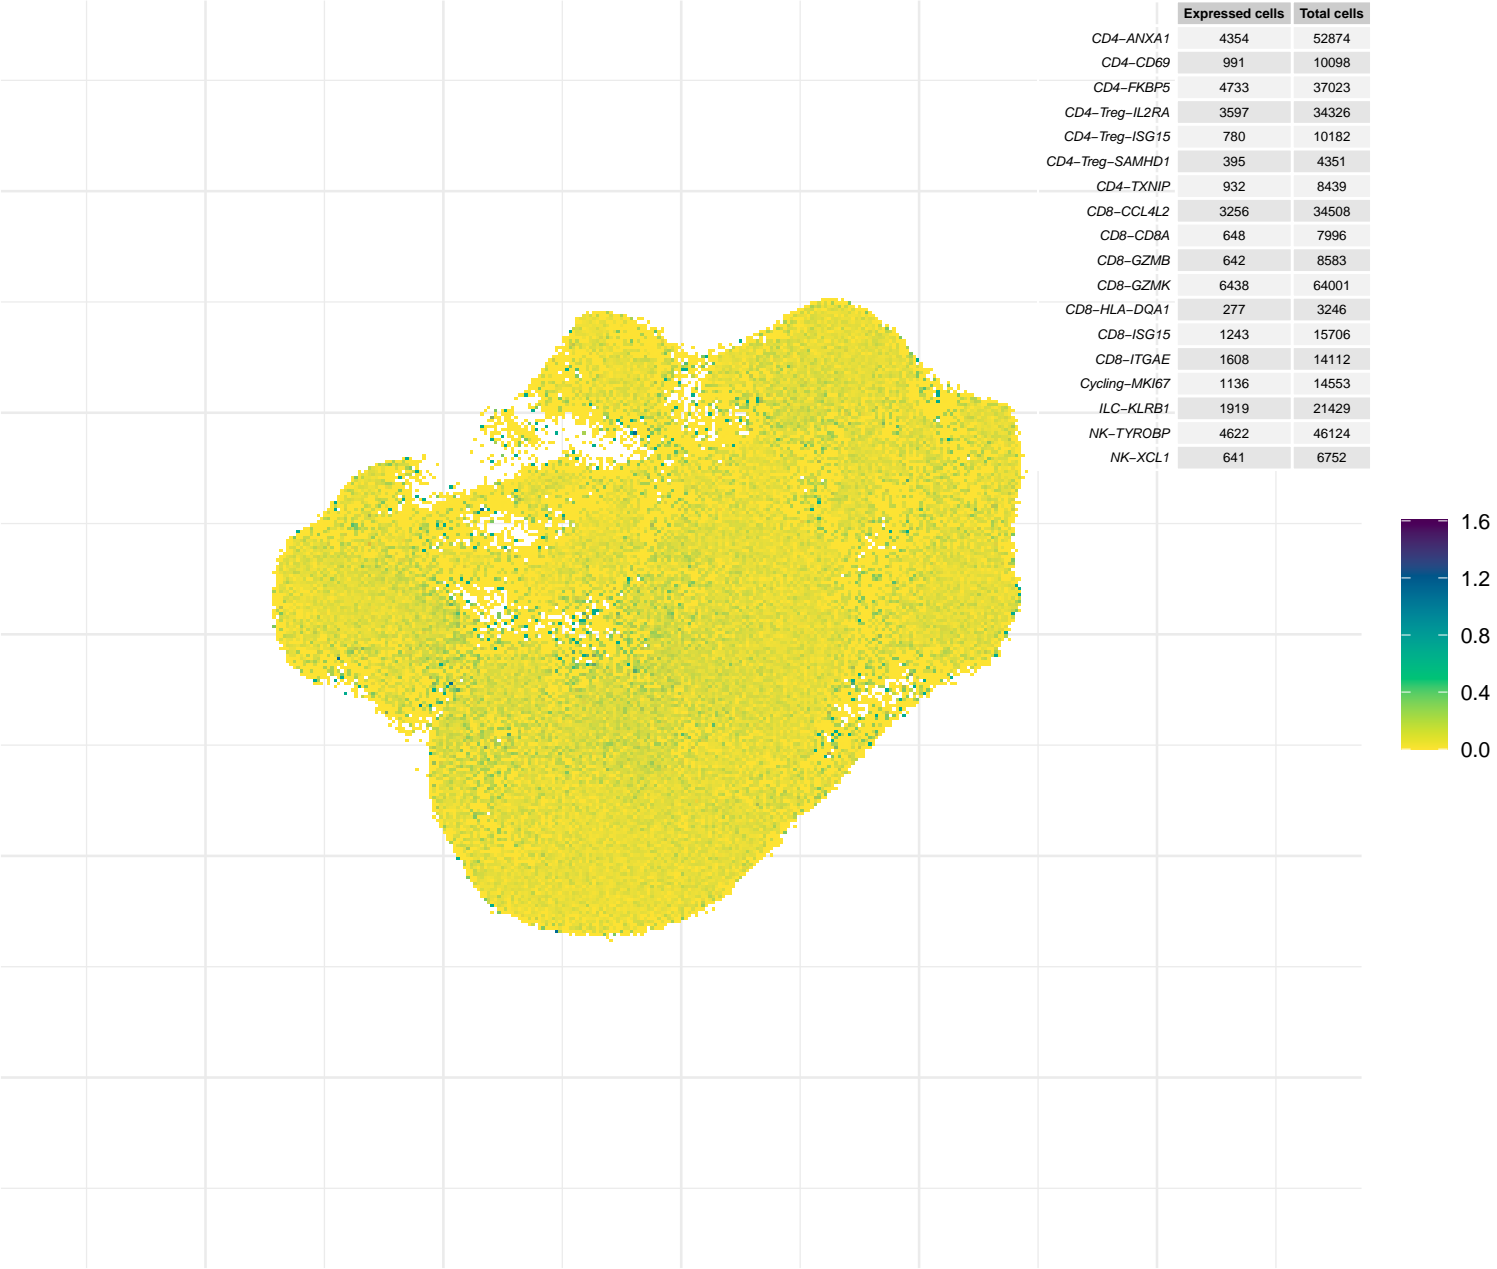 Expressed cells Total cells
CD4−ANXA1 4354 52874
CD4−CD69 991 10098
CD4−FKBP5 4733 37023
CD4−Treg−IL2RA 3597 34326
CD4−Treg−ISG15 780 10182
CD4−Treg−SAMHD1 395 4351
CD4−TXNIP 932 8439
CD8−CCL4L2 3256 34508
CD8−CD8A 648 7996
CD8−GZMB 642 8583
CD8−GZMK 6438 64001
CD8−HLA−DQA1 277 3246
CD8−ISG15 1243 15706
CD8−ITGAE 1608 14112
Cycling−MKI67 1136 14553
ILC−KLRB1 1919 21429
NK−TYROBP 4622 46124
NK−XCL1 641 6752
1.6
1.2
0.8
0.4
0.0